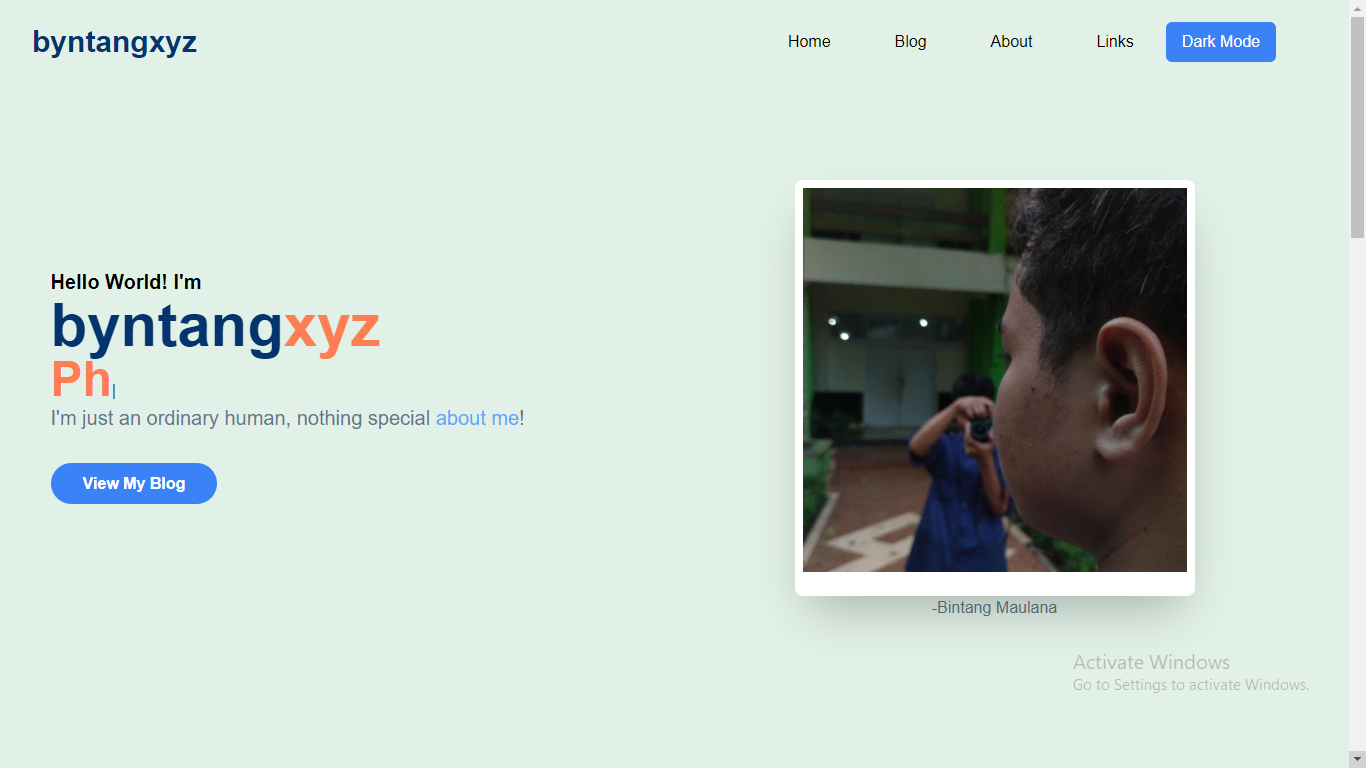 byntangxyz
Home Blog About Links Dark Mode
Hello World! I'm
byntangxyz
Ph
I'm just an ordinary human, nothing special about me!
View My Blog
-Bintang Maulana
Activate Windows
Go to Settings to activate Windows.